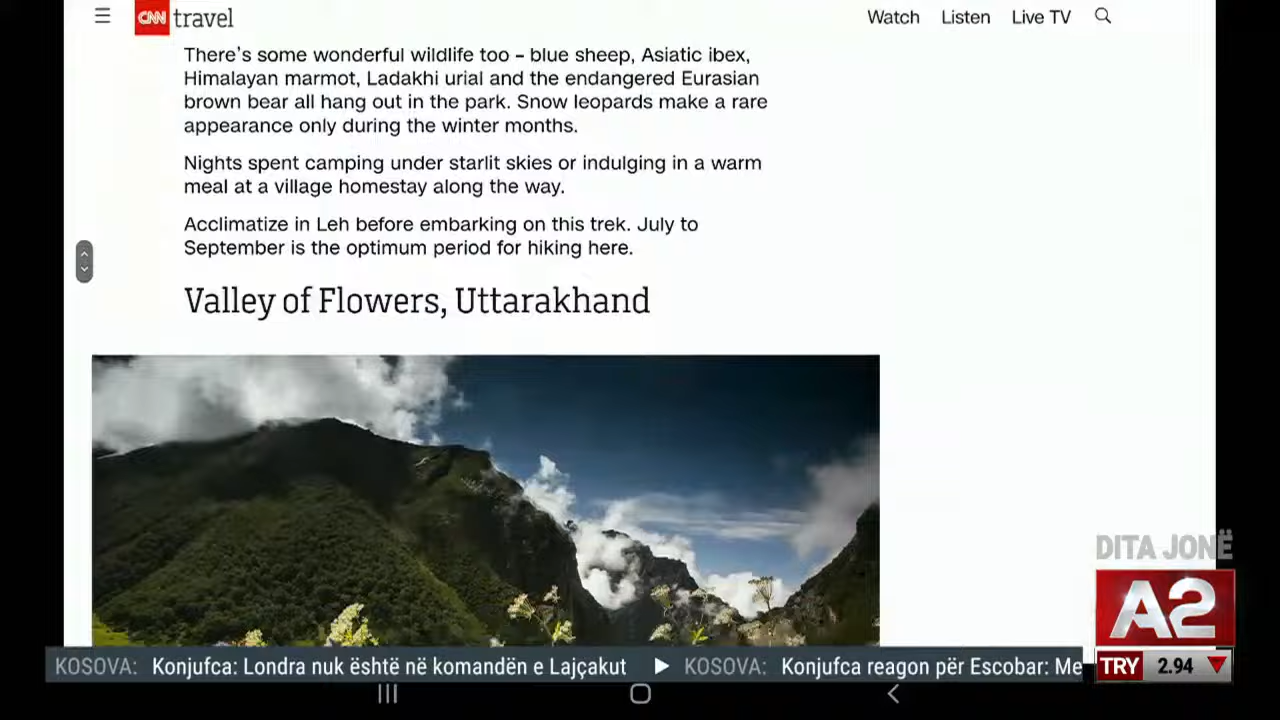 CNN travel
Watch Listen Live TV
There's some wonderful wildlife too – blue sheep, Asiatic ibex,
Himalayan marmot, Ladakhi urial and the endangered Eurasian
brown bear all hang out in the park. Snow leopards make a rare
appearance only during the winter months.
Nights spent camping under starlit skies or indulging in a warm
meal at a village homestay along the way.
Acclimatize in Leh before embarking on this trek. July to
September is the optimum period for hiking here.
Valley of Flowers, Uttarakhand
DITA JONË
A2
KOSOVA: Konjufca: Londra nuk është në komandën e Lajçakut ▶ KOSOVA: Konjufca reagon për Escobar: Me
TRY 2.94